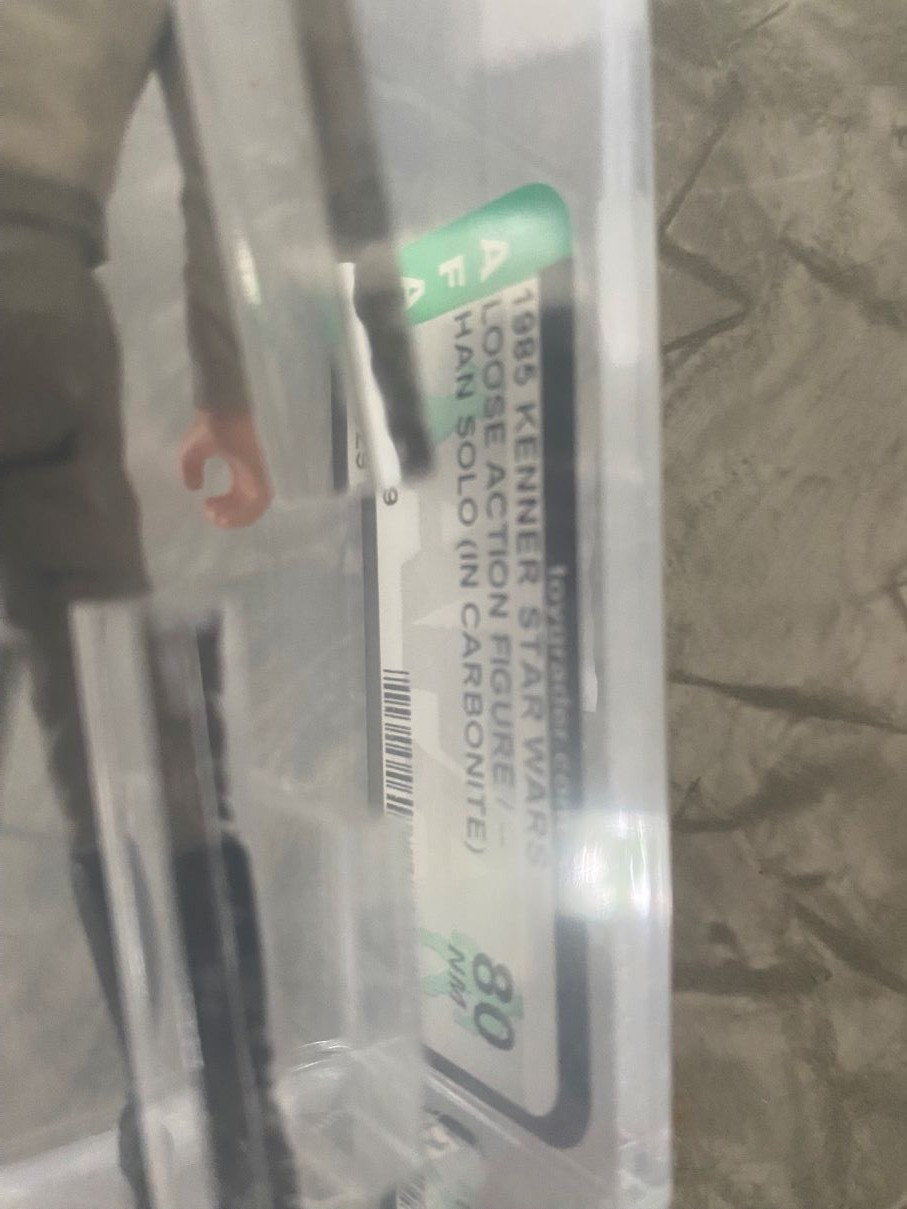 AFA
toygrader.com
1985 KENNER STAR WARS
LOOSE ACTION FIGURE/-
HAN SOLO (IN CARBONITE)
80
NM